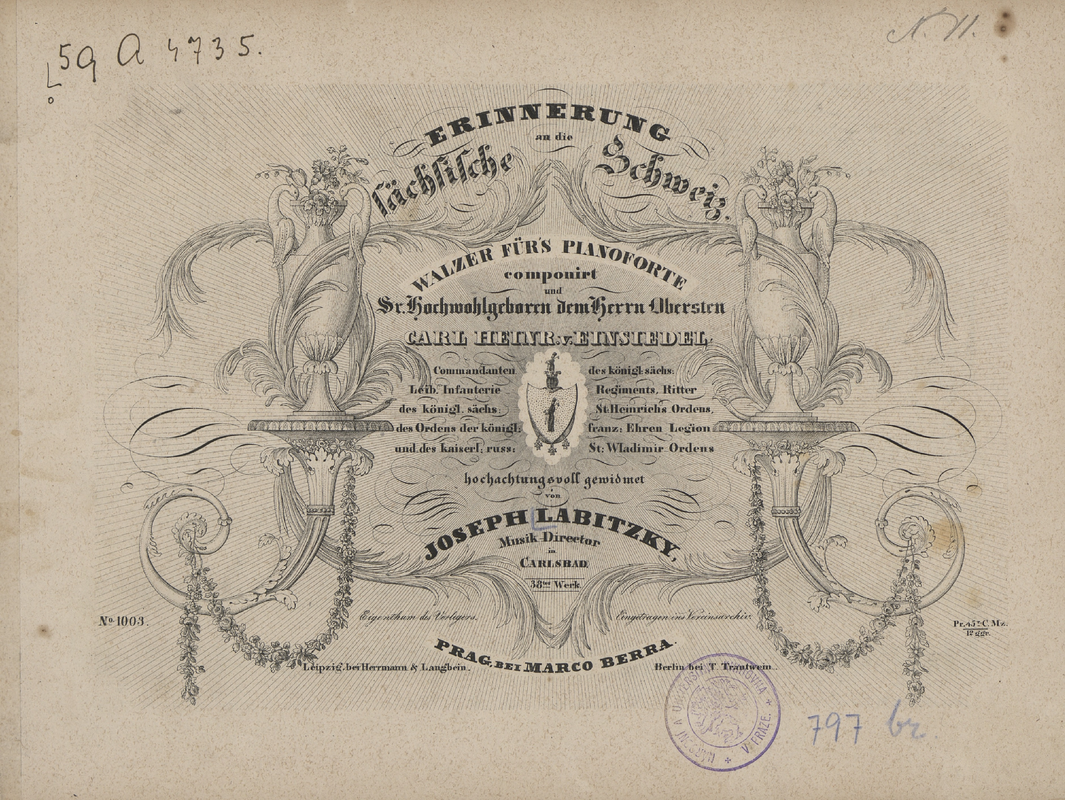 59 A 4735.
N. 11.
ERINNERUNG
an die
sächsische Schweiz.
WALZER FÜR'S PIANOFORTE
componirt
und
Sr. Hochwohlgeboren dem Herrn Obersten
CARL HEINR. v. EINSIEDEL.
Commandanten des königl: sächs:
Leib. Infanterie Regiments, Ritter
des königl. sächs: St: Heinrichs Ordens,
des Ordens der königl. franz: Ehren Legion
und des kaiserl. russ: St: Wladimir Ordens
hochachtungsvoll gewidmet
von
JOSEPH LABITZKY,
Musik-Director
in
CARLSBAD.
38tes Werk.
No. 1003.
Eigenthum des Verlegers.
Eingetragen ins Vereinsarchiv.
Pr. 45 x C. Mz.
12 ggr.
PRAG, BEI MARCO BERRA.
Leipzig, bei Herrmann & Langbein.
Berlin bei T. Trautwein.
V PRAZE.
797 br.